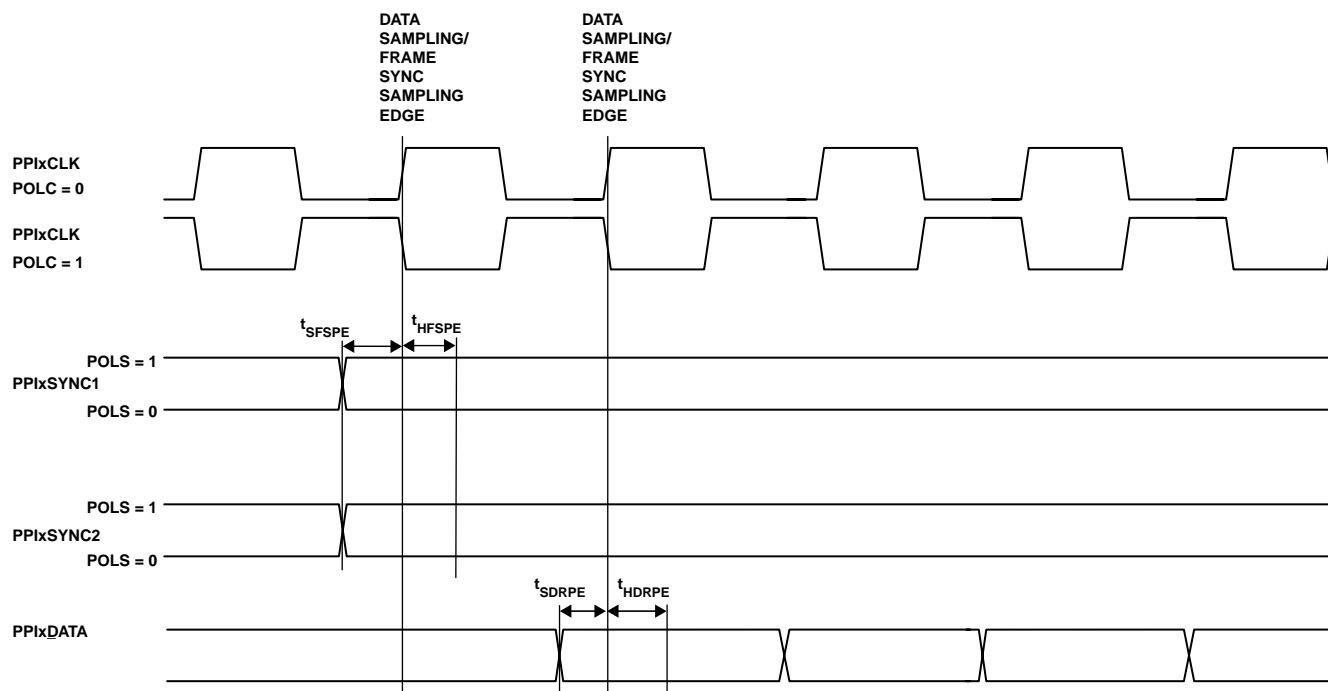 DATA
SAMPLING/
FRAME
SYNC
SAMPLING
EDGE
DATA
SAMPLING/
FRAME
SYNC
SAMPLING
EDGE
PPIxCLK
POLC = 0
PPIxCLK
POLC = 1
tSFSPE
tHFSPE
POLS = 1
PPIxSYNC1
POLS = 0
POLS = 1
PPIxSYNC2
POLS = 0
tSDRPE
tHDRPE
PPIxDATA